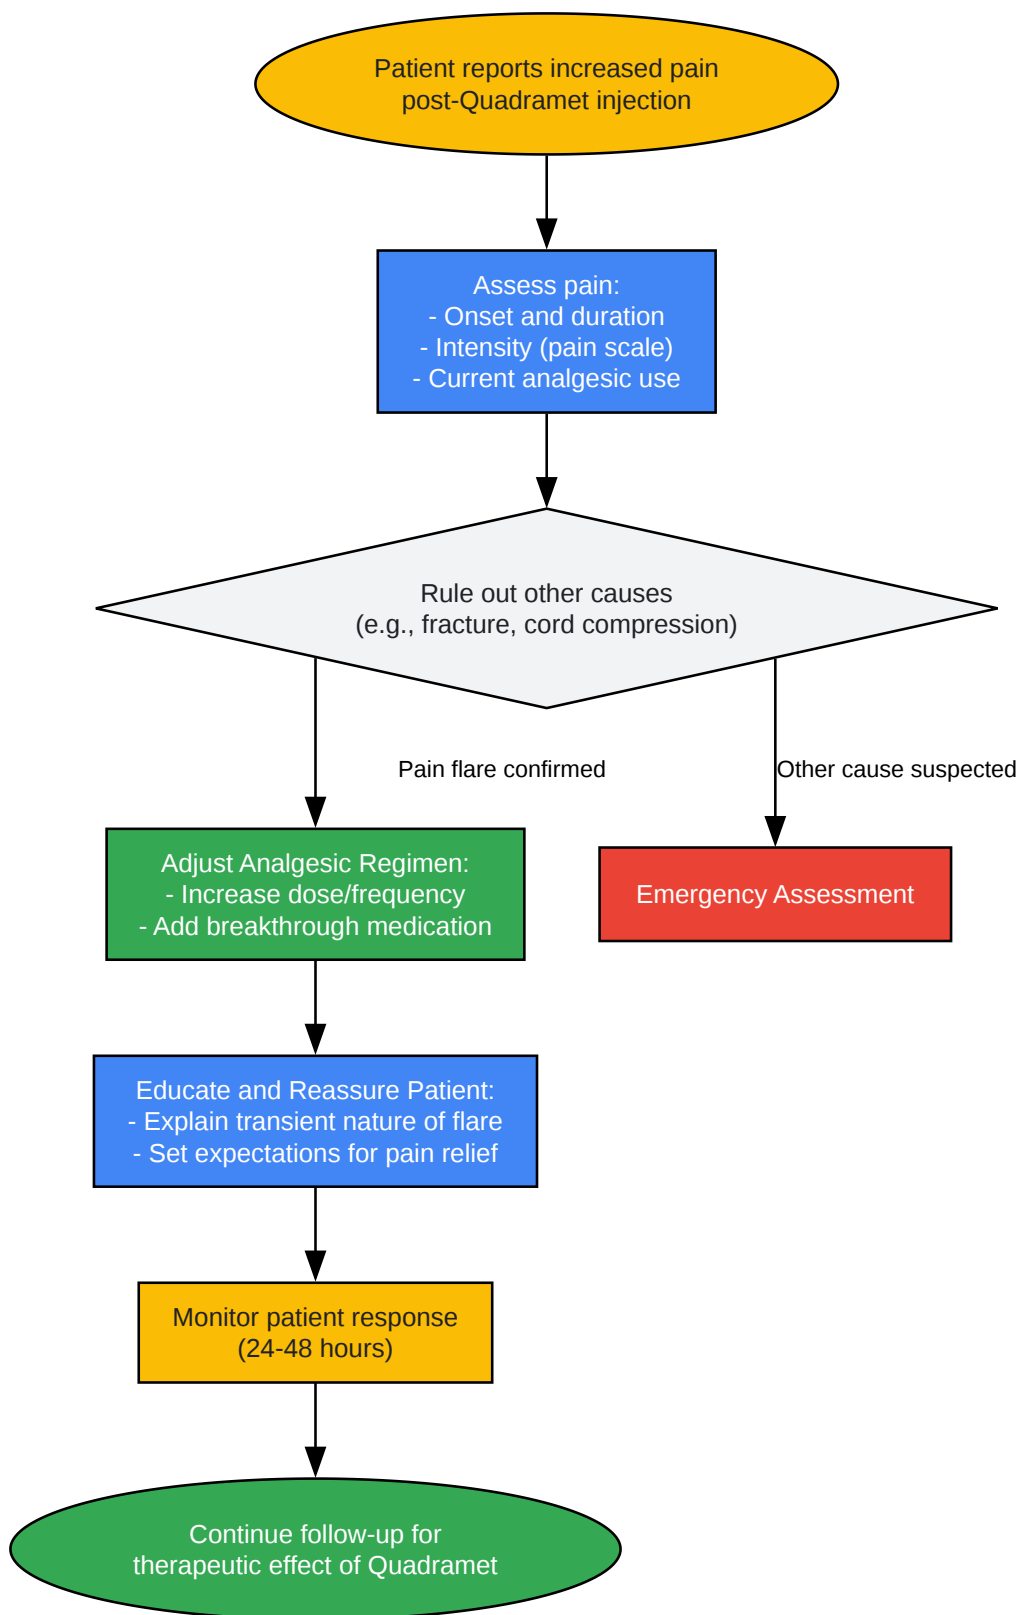 Patient reports increased pain
post-Quadramet injection
Assess pain:
- Onset and duration
- Intensity (pain scale)
- Current analgesic use
Rule out other causes
(e.g., fracture, cord compression)
Pain flare confirmed
Other cause suspected
Adjust Analgesic Regimen:
- Increase dose/frequency
- Add breakthrough medication
Emergency Assessment
Educate and Reassure Patient:
- Explain transient nature of flare
- Set expectations for pain relief
Monitor patient response
(24-48 hours)
Continue follow-up for
therapeutic effect of Quadramet